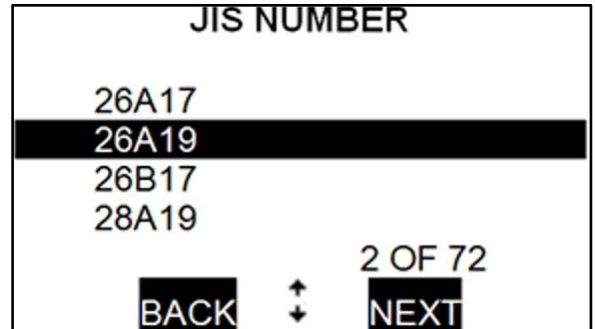 JIS NUMBER
26A17
26A19
26B17
28A19
2 OF 72
BACK NEXT